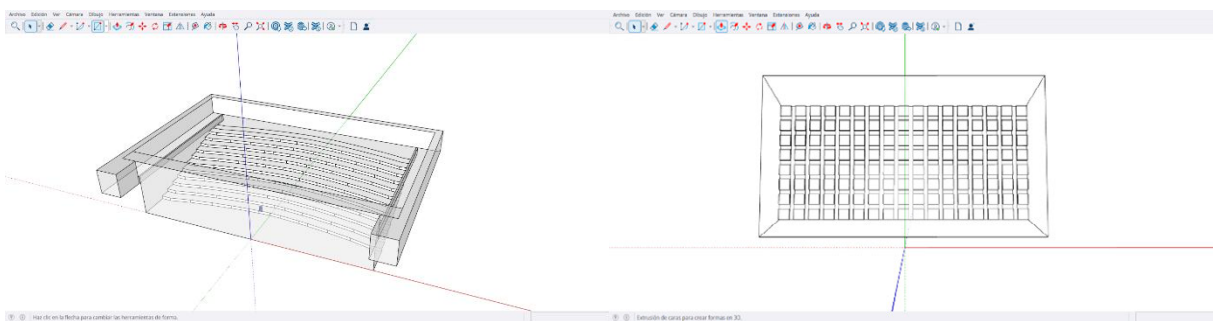 Archivo Edición Ver Cámara Dibujo Herramientas Ventana Extensiones Ayuda
Haz clic en la flecha para cambiar las herramientas de forma.
Archivo Edición Ver Cámara Dibujo Herramientas Ventana Extensiones Ayuda
Extrusión de caras para crear formas en 3D.